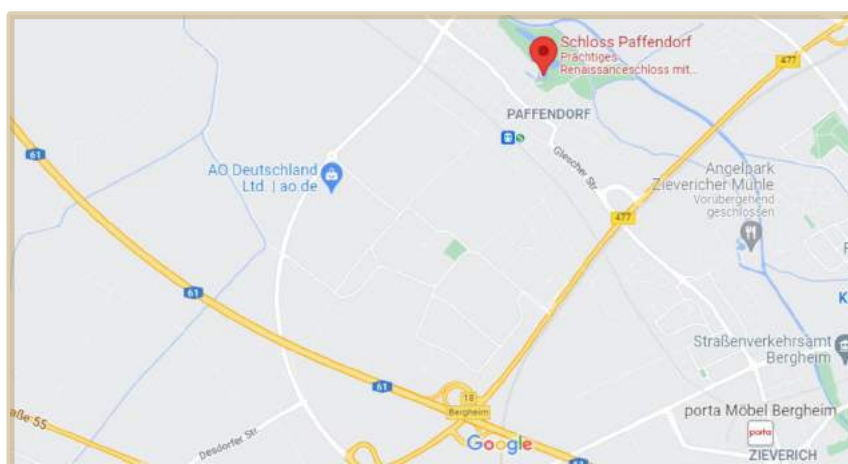 Schloss Paffendorf
Prächtiges
Renaissanceschloss mit...
477
PAFFENDORF
61
Glescher Str
AO Deutschland
Ltd. | ao.de
Angelpark
Zievericher Mühle
Vorübergehend
geschlossen
477
61
K
Straßenverkehrsamt
Bergheim
61
18
Bergheim
porta Möbel Bergheim
aße 55
porta
Desdorfer Str
Google
ZIEVERICH